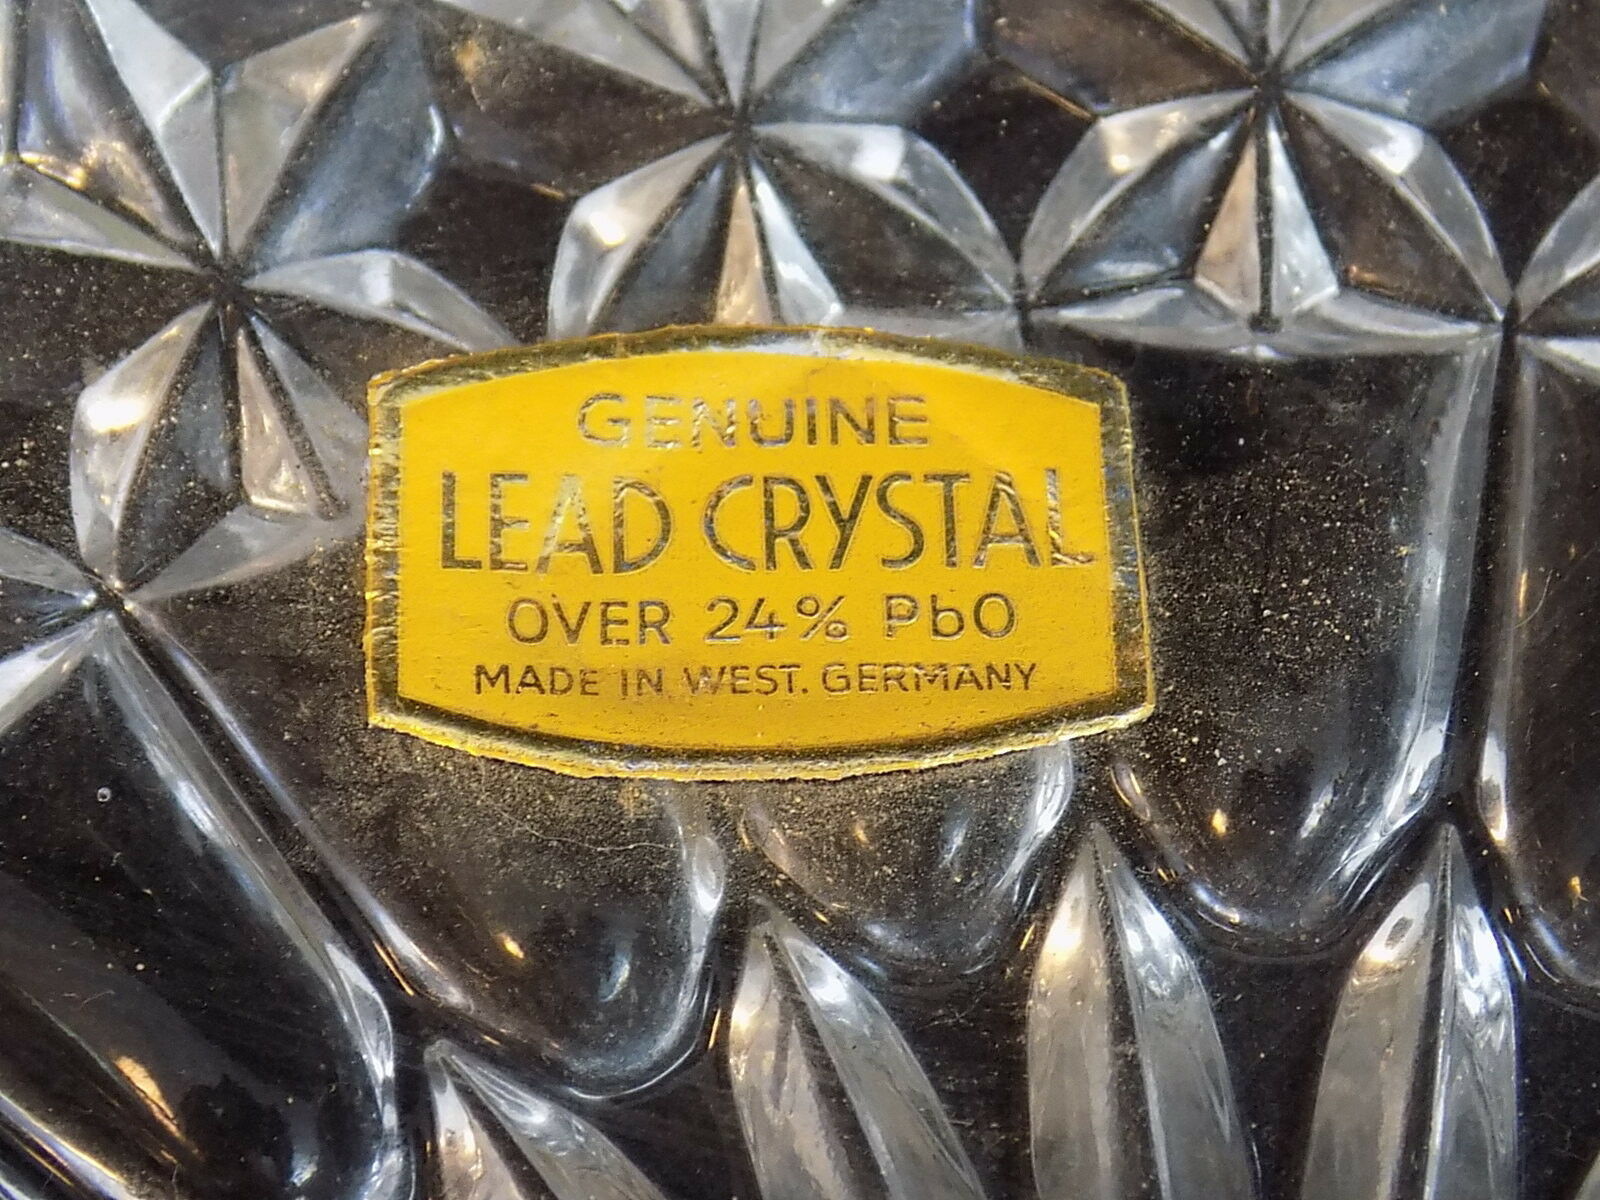 GENUINE
LEAD CRYSTAL
OVER 24% PbO
MADE IN WEST. GERMANY